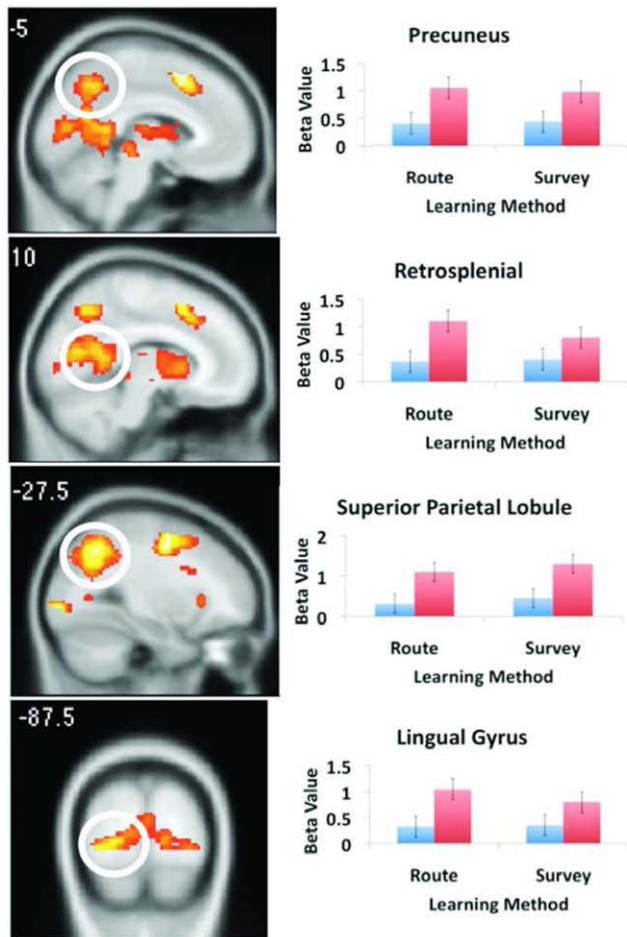 -5
Precuneus
Beta Value
1.5
1
0.5
0
Route Survey
Learning Method
10
Retrosplenial
Beta Value
1.5
1
0.5
0
Route Survey
Learning Method
-27.5
Superior Parietal Lobule
Beta Value
2
1
0
Route Survey
Learning Method
-87.5
Lingual Gyrus
Beta Value
1.5
1
0.5
0
Route Survey
Learning Method